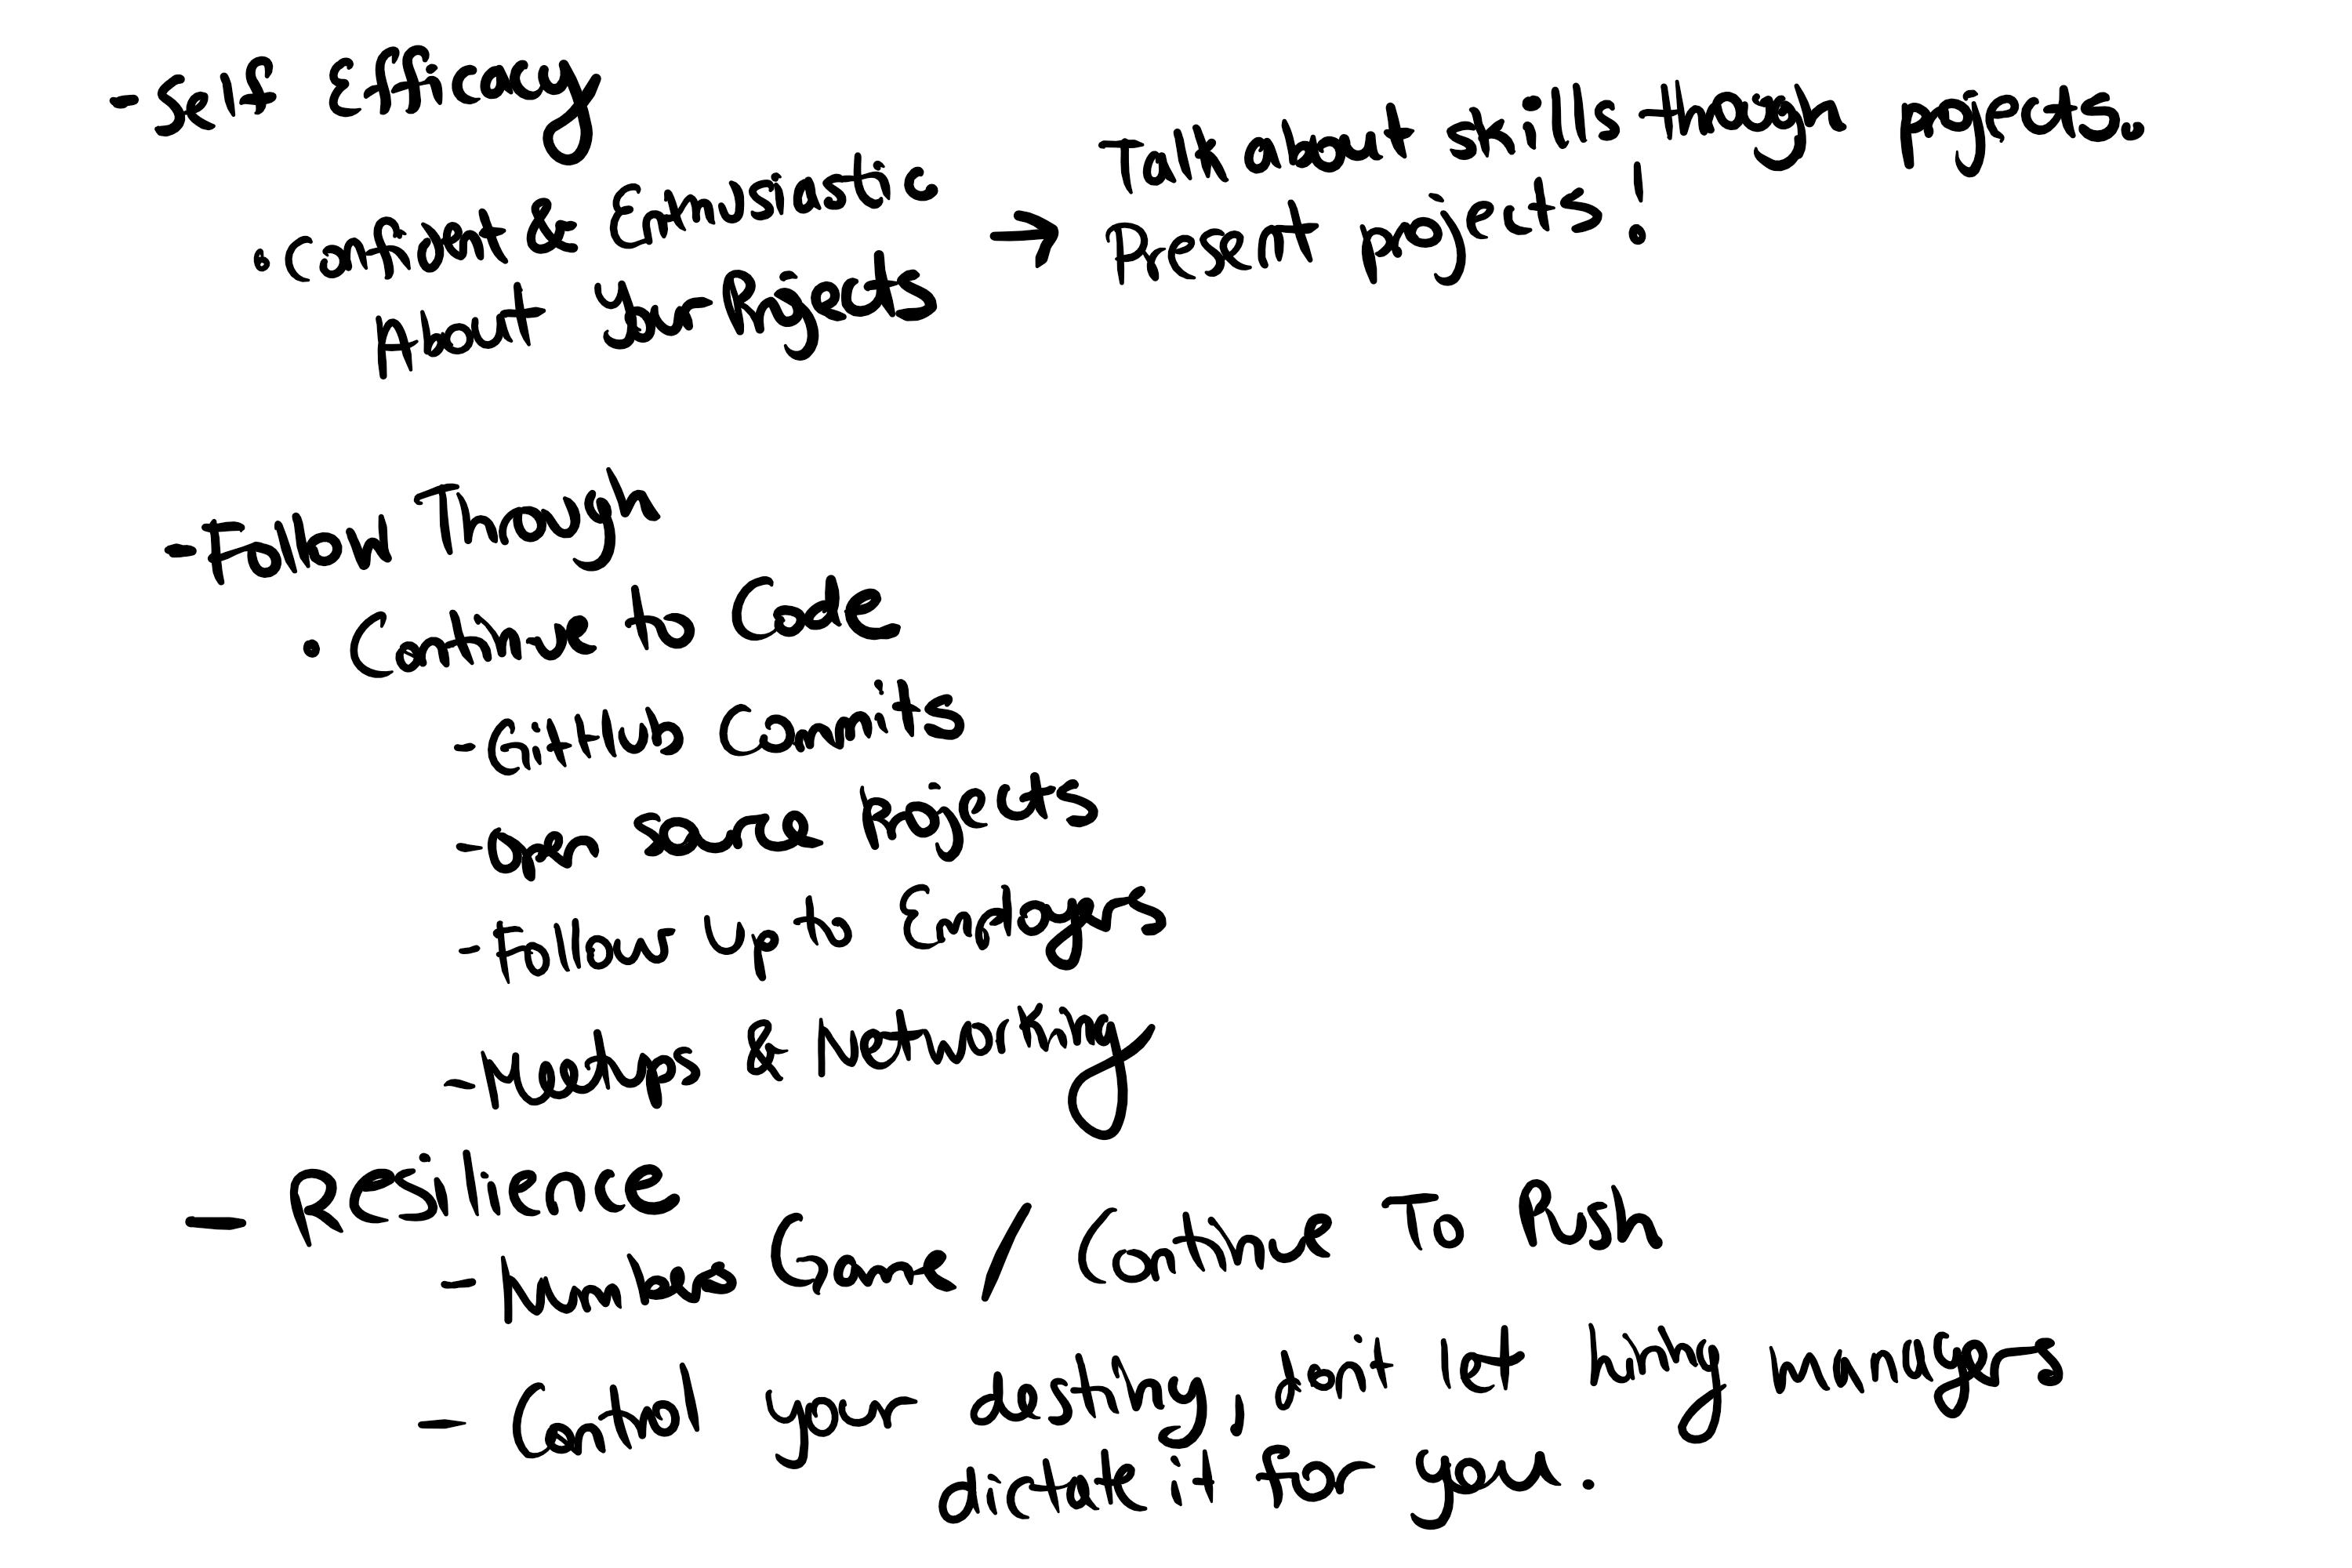 - Self Efficacy
• Confident & Enthusiastic
About Your Projects
→ Talk about skills through projects.
Present projects!
- Follow Through
• Continue to Code
- GitHub Commits
- Open source Projects
- Follow up to Employers
- Meetups & Networking
- Resilience
- Numbers Game / Continue To Push
- Control your destiny, don't let hiring managers
dictate it for you.